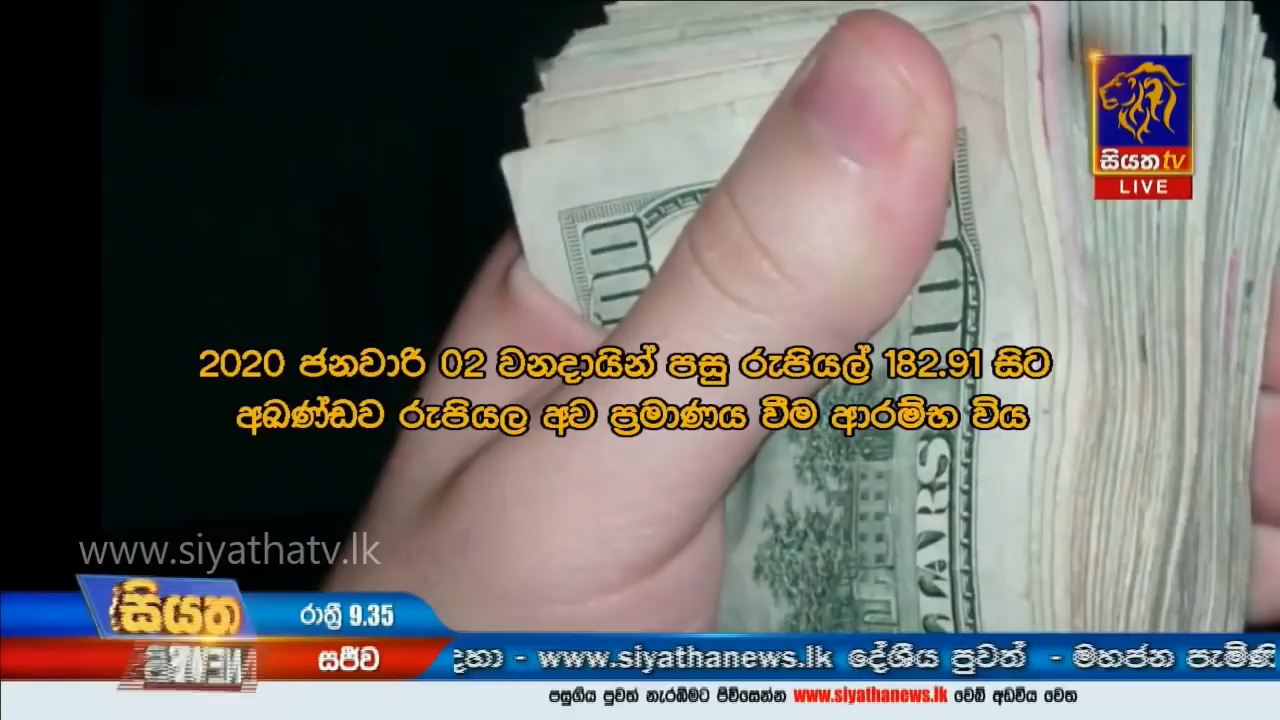 සියත tv
LIVE
2020 ජනවාරි 02 වනදායින් පසු රුපියල් 182.91 සිට
අඛණ්ඩව රුපියල අව ප්‍රමාණය වීම ආරම්භ විය
www.siyathatv.lk
සියත
රාත්‍රී 9.35
සජීව
දහා - www.siyathanews.lk දේශීය පුවත් - මහජන පැමිණි
පසුගිය පුවත් නැරඹීමට පිවිසෙන්න www.siyathanews.lk වෙබ් අඩවිය වෙත